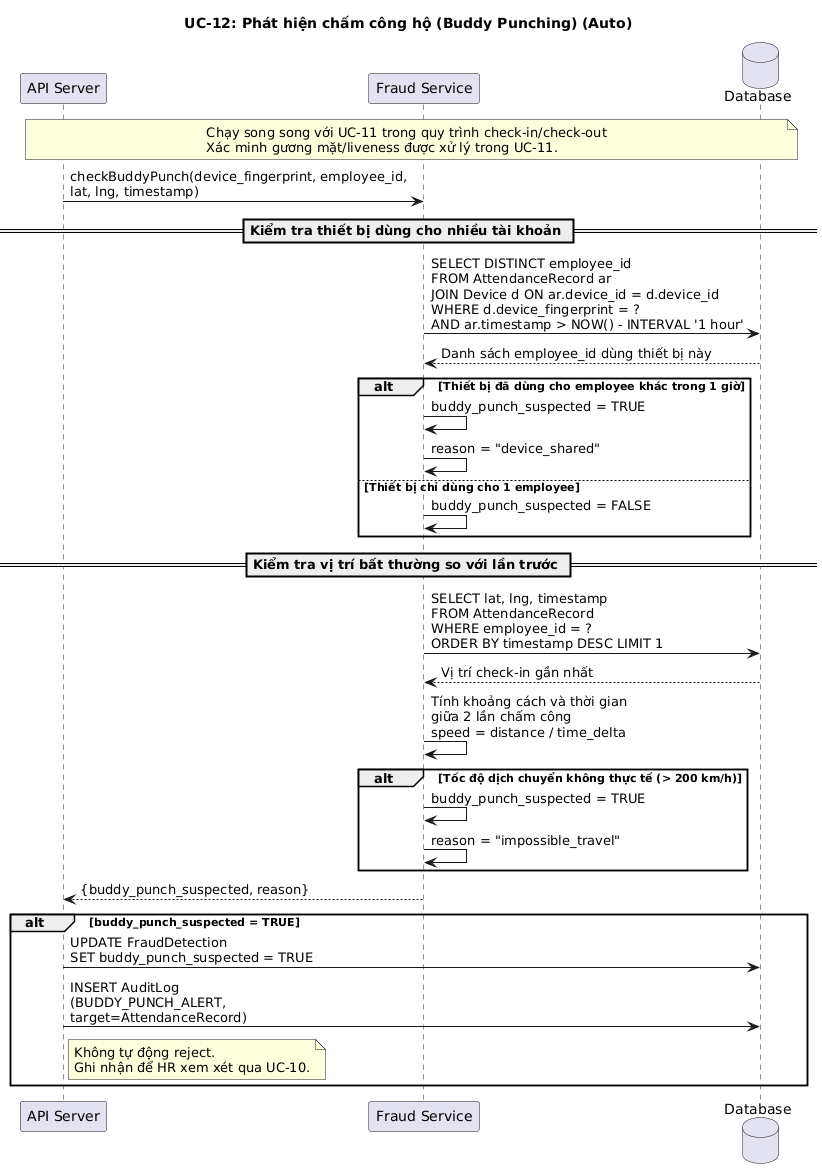 UC-12: Phát hiện chấm công hộ (Buddy Punching) (Auto)
API Server
Fraud Service
Database
Chạy song song với UC-11 trong quy trình check-in/check-out
Xác minh gương mặt/liveness được xử lý trong UC-11.
checkBuddyPunch(device_fingerprint, employee_id,
lat, lng, timestamp)
Kiểm tra thiết bị dùng cho nhiều tài khoản
SELECT DISTINCT employee_id
FROM AttendanceRecord ar
JOIN Device d ON ar.device_id = d.device_id
WHERE d.device_fingerprint = ?
AND ar.timestamp > NOW() - INTERVAL '1 hour'
Danh sách employee_id dùng thiết bị này
alt
[Thiết bị đã dùng cho employee khác trong 1 giờ]
buddy_punch_suspected = TRUE
reason = "device_shared"
[Thiết bị chỉ dùng cho 1 employee]
buddy_punch_suspected = FALSE
Kiểm tra vị trí bất thường so với lần trước
SELECT lat, lng, timestamp
FROM AttendanceRecord
WHERE employee_id = ?
ORDER BY timestamp DESC LIMIT 1
Vị trí check-in gần nhất
Tính khoảng cách và thời gian
giữa 2 lần chấm công
speed = distance / time_delta
alt
[Tốc độ dịch chuyển không thực tế (> 200 km/h)]
buddy_punch_suspected = TRUE
reason = "impossible_travel"
{buddy_punch_suspected, reason}
alt
[buddy_punch_suspected = TRUE]
UPDATE FraudDetection
SET buddy_punch_suspected = TRUE
INSERT AuditLog
(BUDDY_PUNCH_ALERT,
target=AttendanceRecord)
Không tự động reject.
Ghi nhận để HR xem xét qua UC-10.
API Server
Fraud Service
Database